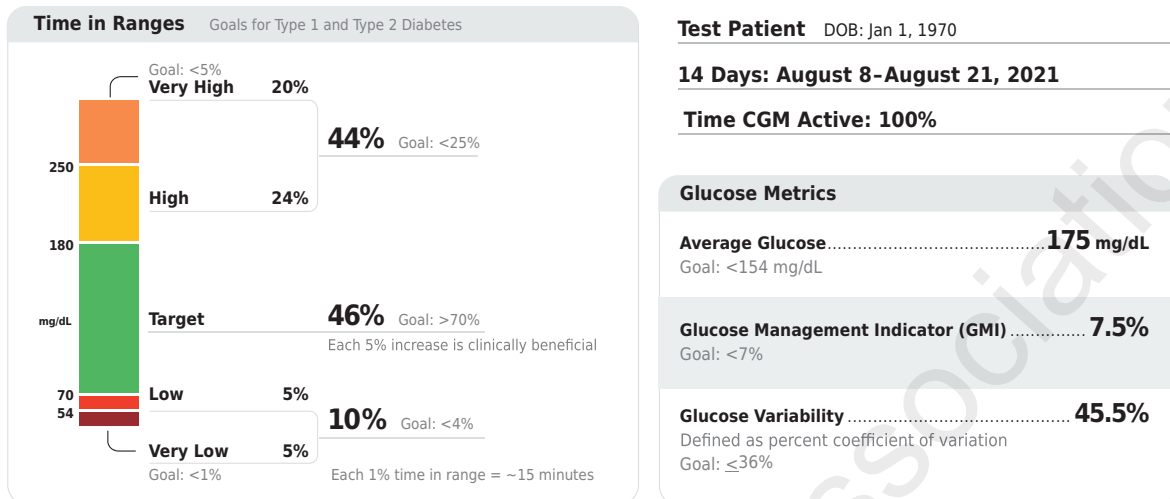 Time in Ranges Goals for Type 1 and Type 2 Diabetes
Goal: <5%
Very High 20%
44% Goal: <25%
250
High 24%
180
mg/dL
Target 46% Goal: >70%
Each 5% increase is clinically beneficial
70
Low 5%
54
10% Goal: <4%
Very Low 5%
Goal: <1%
Each 1% time in range = ~15 minutes
Test Patient DOB: Jan 1, 1970
14 Days: August 8–August 21, 2021
Time CGM Active: 100%
Glucose Metrics
Average Glucose..........................................175 mg/dL
Goal: <154 mg/dL
Glucose Management Indicator (GMI)...............7.5%
Goal: <7%
Glucose Variability...........................................45.5%
Defined as percent coefficient of variation
Goal: ≤36%